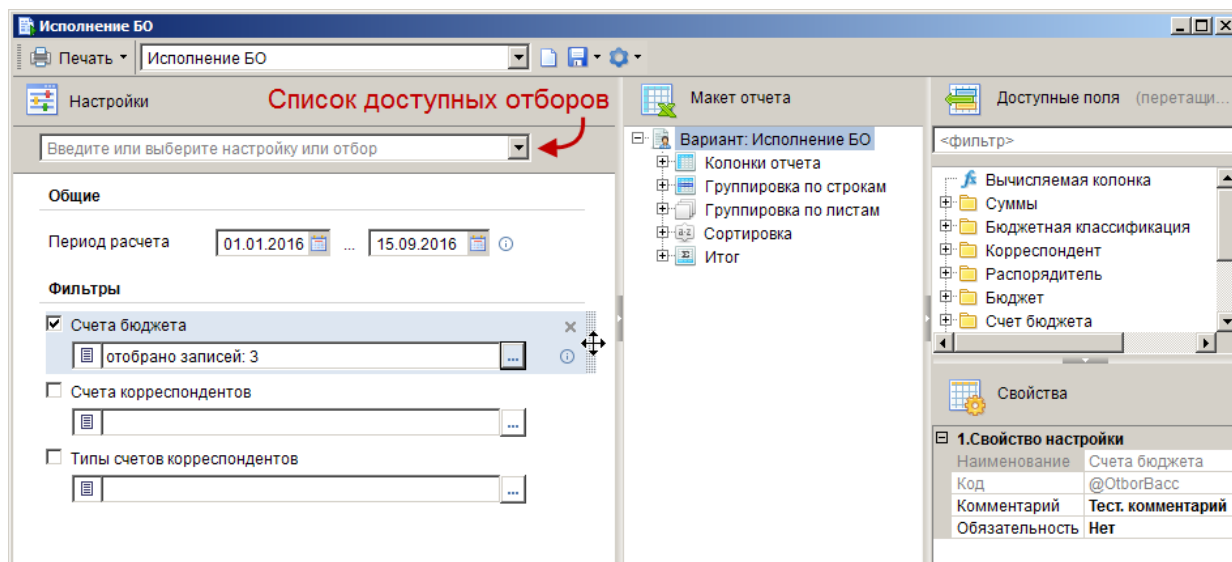 Исполнение БО
Печать
Исполнение БО
Настройки
Список доступных отборов
Введите или выберите настройку или отбор
Общие
Период расчета 01.01.2016 ... 15.09.2016
Фильтры
Счета бюджета
отобрано записей: 3 ...
Счета корреспондентов
...
Типы счетов корреспондентов
...
Макет отчета
Вариант: Исполнение БО
Колонки отчета
Группировка по строкам
Группировка по листам
Сортировка
Итог
Доступные поля (перетащи...
<фильтр>
fx Вычисляемая колонка
Суммы
Бюджетная классификация
Корреспондент
Распорядитель
Бюджет
Счет бюджета
Свойства
1.Свойство настройки
Наименование Счета бюджета
Код @OtborBacc
Комментарий Тест. комментарий
Обязательность Нет